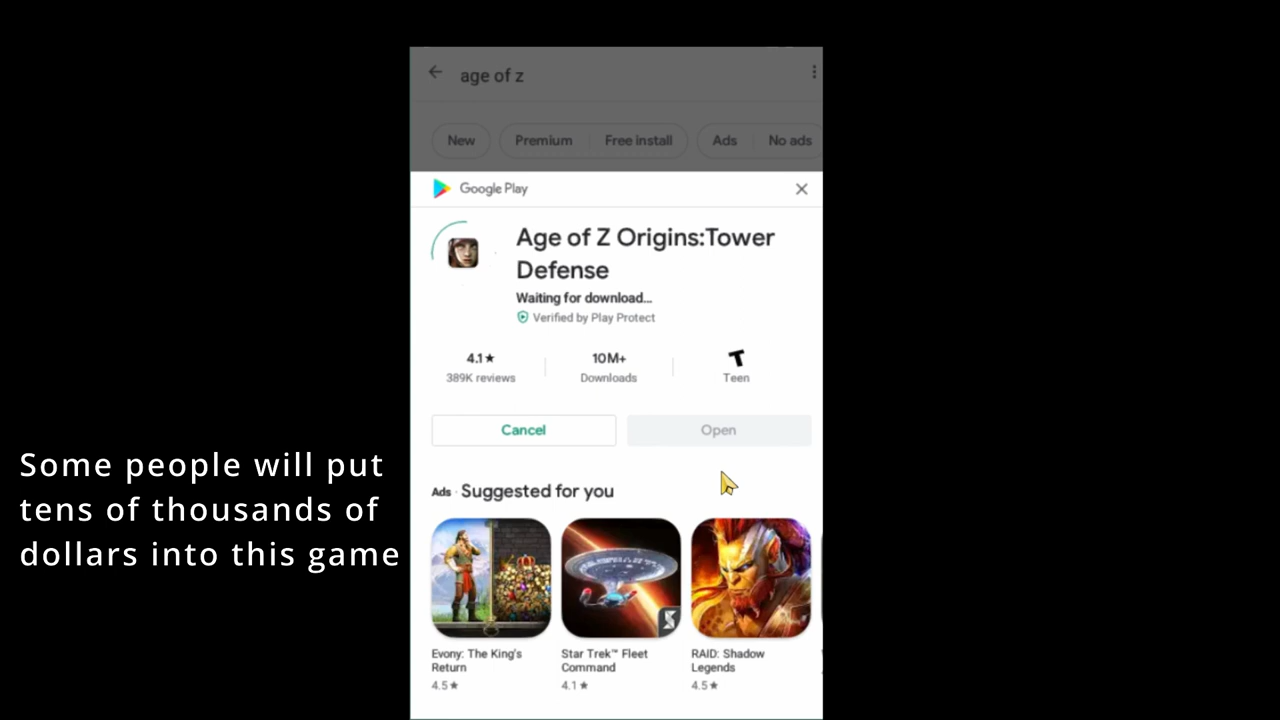 age of z
New
Premium
Free install
Ads
No ads
Google Play
Age of Z Origins:Tower
Defense
Waiting for download...
Verified by Play Protect
4.1★
389K reviews
10M+
Downloads
T
Teen
Cancel
Open
Some people will put
tens of thousands of
dollars into this game
Ads · Suggested for you
Evony: The King's
Return
4.5★
Star Trek™ Fleet
Command
4.1★
RAID: Shadow
Legends
4.5★